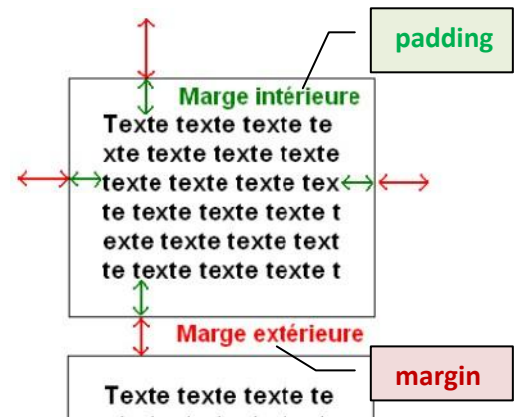 padding
Marge intérieure
Texte texte texte te
xte texte texte texte
texte texte texte tex
te texte texte texte t
exte texte texte text
te texte texte texte t
Marge extérieure
margin
Texte texte texte te